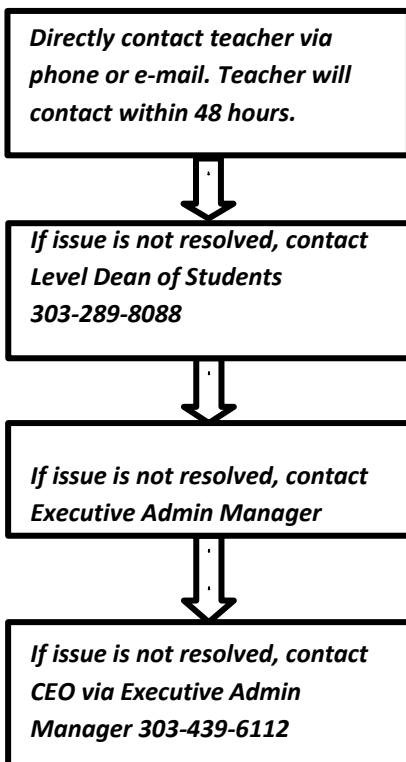 Directly contact teacher via
phone or e-mail. Teacher will
contact within 48 hours.
If issue is not resolved, contact
Level Dean of Students
303-289-8088
If issue is not resolved, contact
Executive Admin Manager
If issue is not resolved, contact
CEO via Executive Admin
Manager 303-439-6112